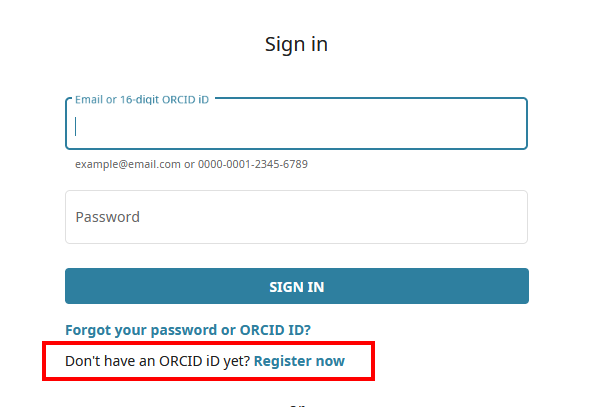 Sign in
Email or 16-digit ORCID iD
example@email.com or 0000-0001-2345-6789
Password
SIGN IN
Forgot your password or ORCID ID?
Don't have an ORCID iD yet? Register now